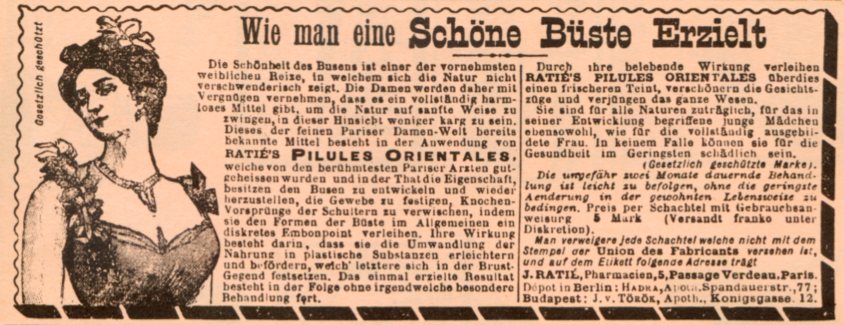 Gesetzlich geschützt
Wie man eine Schöne Büste Erzielt
Die Schönheit des Busens ist einer der vornehmsten
weiblichen Reize, in welchem sich die Natur nicht
verschwenderisch zeigt. Die Damen werden daher mit
Vergnügen vernehmen, dass es ein vollständig harm-
loses Mittel gibt, um die Natur auf sanfte Weise zu
zwingen, in dieser Hinsicht weniger karg zu sein.
Dieses der feinen Pariser Damen-Welt bereits
bekannte Mittel besteht in der Anwendung von
RATIÉ'S PILULES ORIENTALES,
welche von den berühmtesten Pariser Arzten gut-
geheissen wurden und in der That die Eigenschaft,
besitzen den Busen zu entwickeln und wieder
herzustellen, die Gewebe zu festigen, Knochen-
Vorsprünge der Schultern zu verwischen, indem
sie den Formen der Büste im Allgemeinen ein
diskretes Embonpoint verleihen. Ihre Wirkung
besteht darin, dass sie die Umwandlung der
Nahrung in plastische Substanzen erleichtern
und befördern, welch' letztere sich in der Brust-
Gegend festsetzen. Das einmal erzielte Resultat
besteht in der Folge ohne irgendwelche besondere
Behandlung fort.
Durch ihre belebende Wirkung verleihen
RATIÉ'S PILULES ORIENTALES überdies
einen frischeren Teint, verschönern die Gesichts-
züge und verjüngen das ganze Wesen.
Sie sind für alle Naturen zuträglich, für das in
seiner Entwicklung begriffene junge Mädchen
ebensowohl, wie für die vollständig ausgebil-
dete Frau. In keinem Falle können sie für die
Gesundheit im Geringsten schädlich sein.
(Gesetzlich geschützte Marke).
Die ungefähr zwei Monate dauernde Behand-
lung ist leicht zu befolgen, ohne die geringste
Aenderung in der gewohnten Lebensweise zu
bedingen. Preis per Schachtel mit Gebrauchsan-
weisung 5 Mark (Versandt franko unter
Diskretion).
Man verweigere jede Schachtel welche nicht mit dem
Stempel der Union des Fabricants versehen ist,
und auf dem Etikett folgende Adresse trägt
J. RATIÉ, Pharmacien, 5, Passage Verdeau, Paris.
Dépot in Berlin: HADRA, Apoth., Spandauerstr., 77;
Budapest: J. v. TÖRÖK, Apoth., Königsgasse. 12.